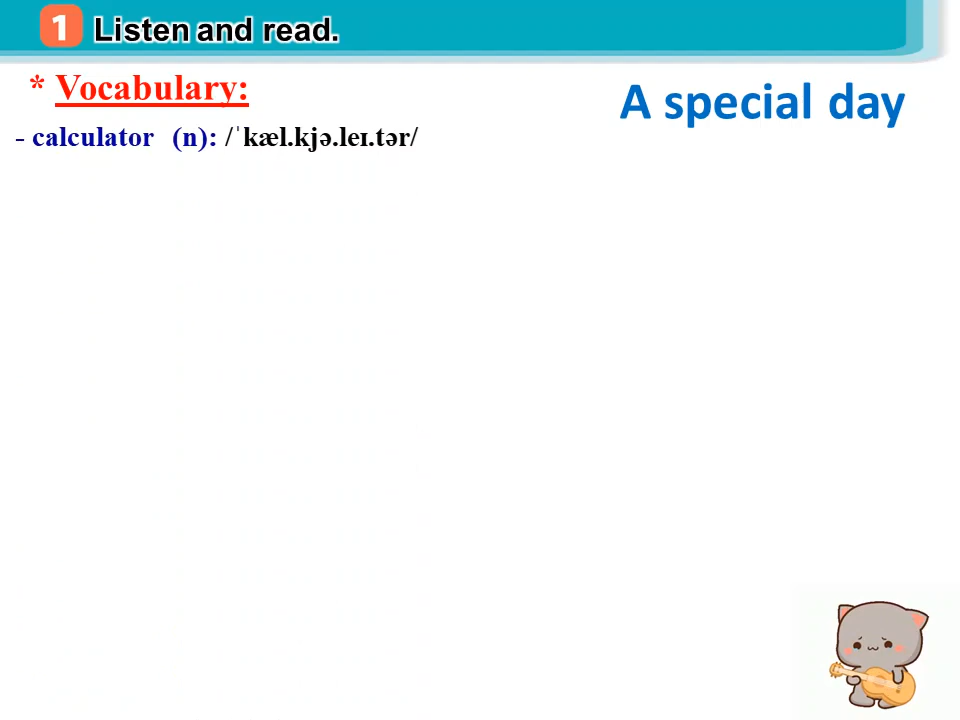 1 Listen and read.
* Vocabulary:
A special day
- calculator (n): /ˈkæl.kjə.leɪ.tər/